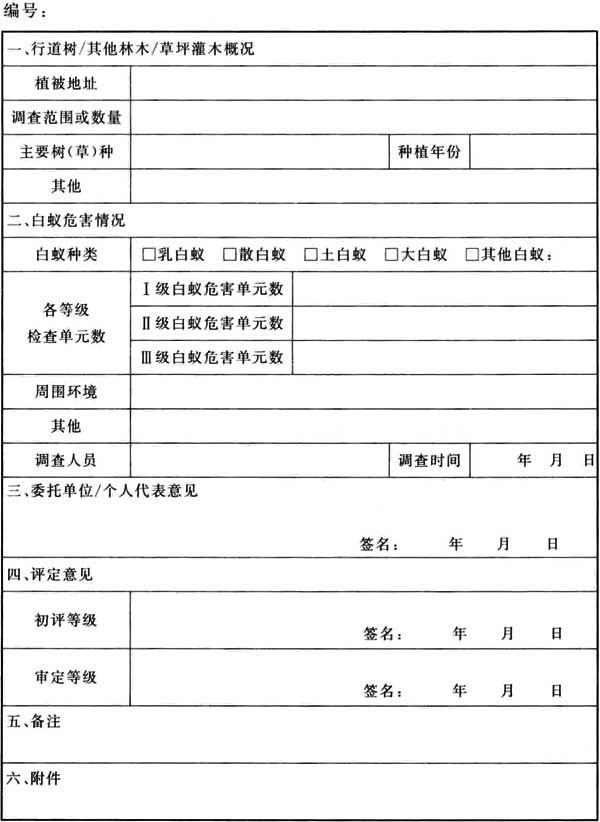 编号：
一、行道树/其他林木/草坪灌木概况
植被地址
调查范围或数量
主要树(草)种 种植年份
其他
二、白蚁危害情况
白蚁种类 □乳白蚁 □散白蚁 □土白蚁 □大白蚁 □其他白蚁：
各等级
检查单元数
Ⅰ级白蚁危害单元数
Ⅱ级白蚁危害单元数
Ⅲ级白蚁危害单元数
周围环境
其他
调查人员 调查时间 年 月 日
三、委托单位/个人代表意见
签名： 年 月 日
四、评定意见
初评等级 签名： 年 月 日
审定等级 签名： 年 月 日
五、备注
六、附件